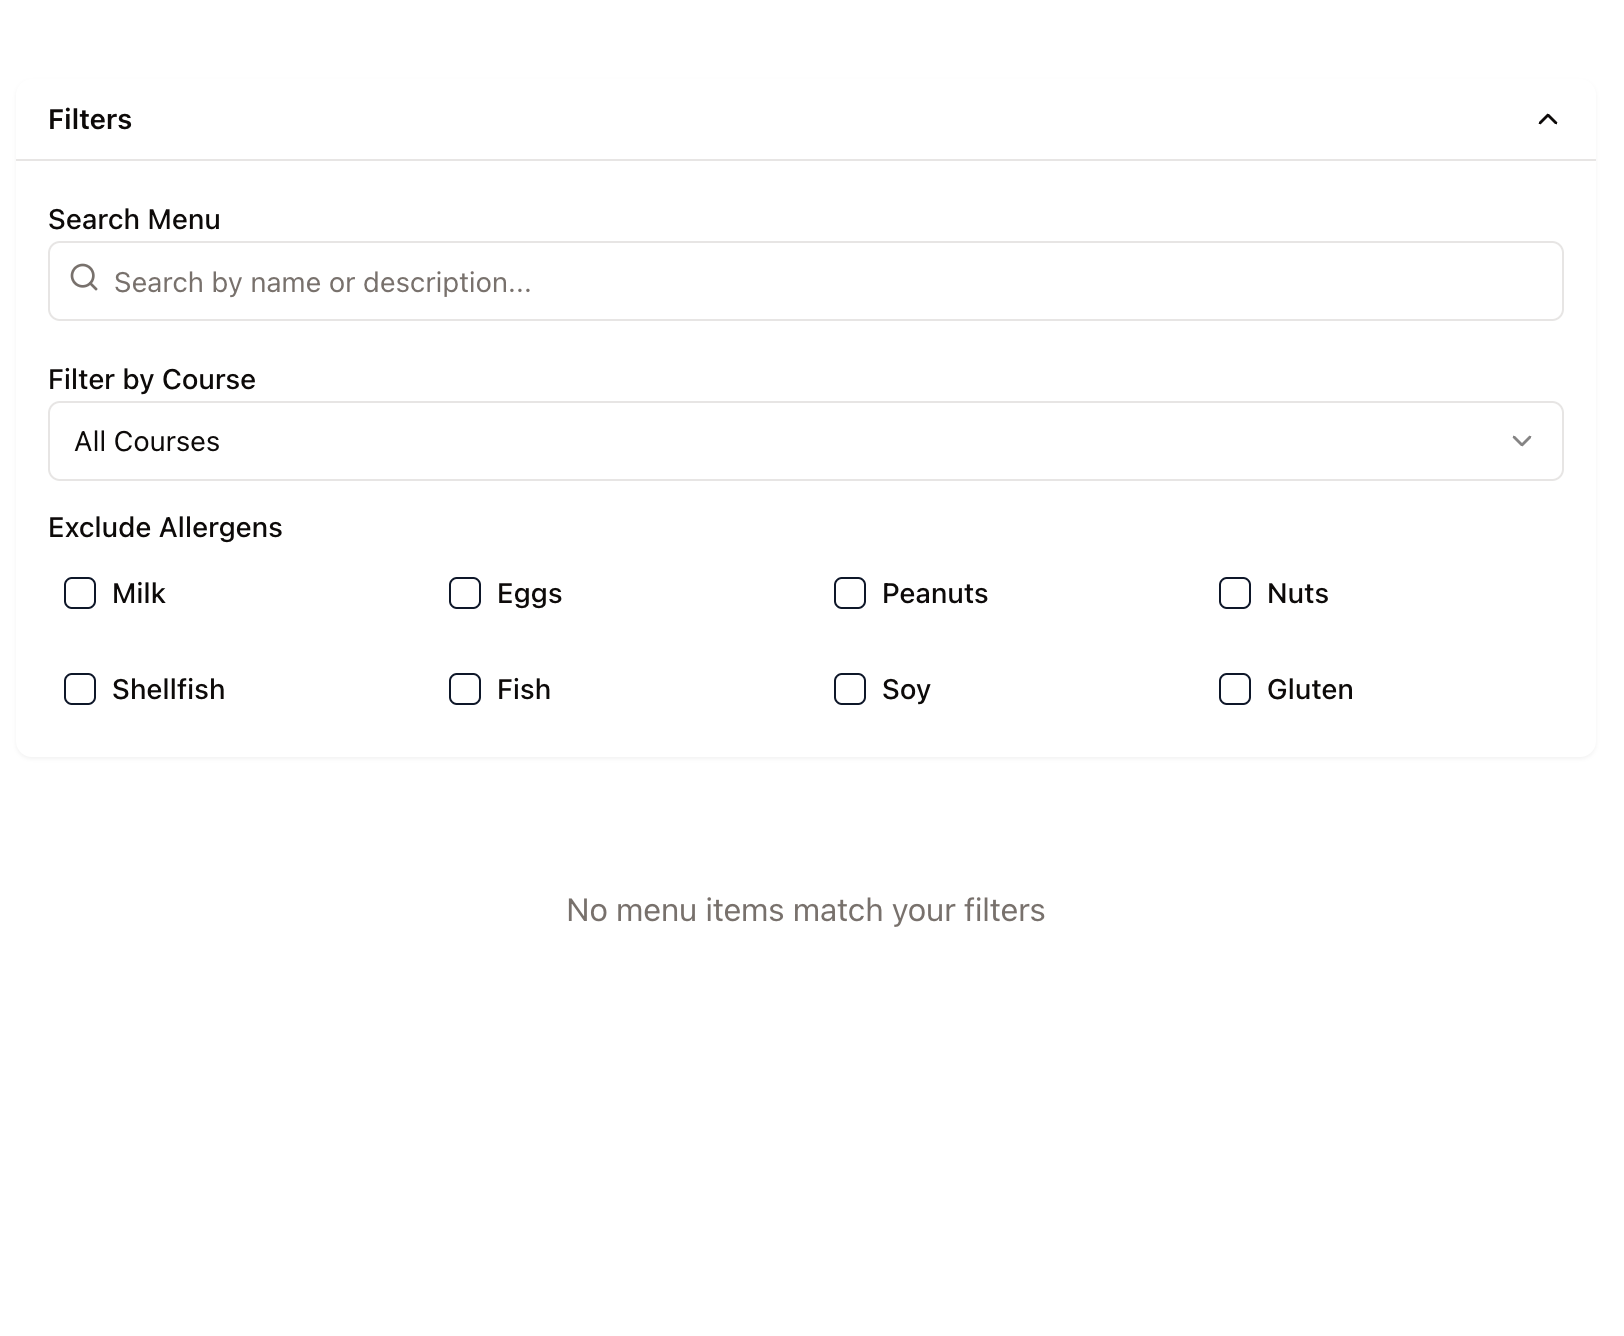 Filters
Search Menu
Search by name or description...
Filter by Course
All Courses
Exclude Allergens
Milk Eggs Peanuts Nuts
Shellfish Fish Soy Gluten
No menu items match your filters